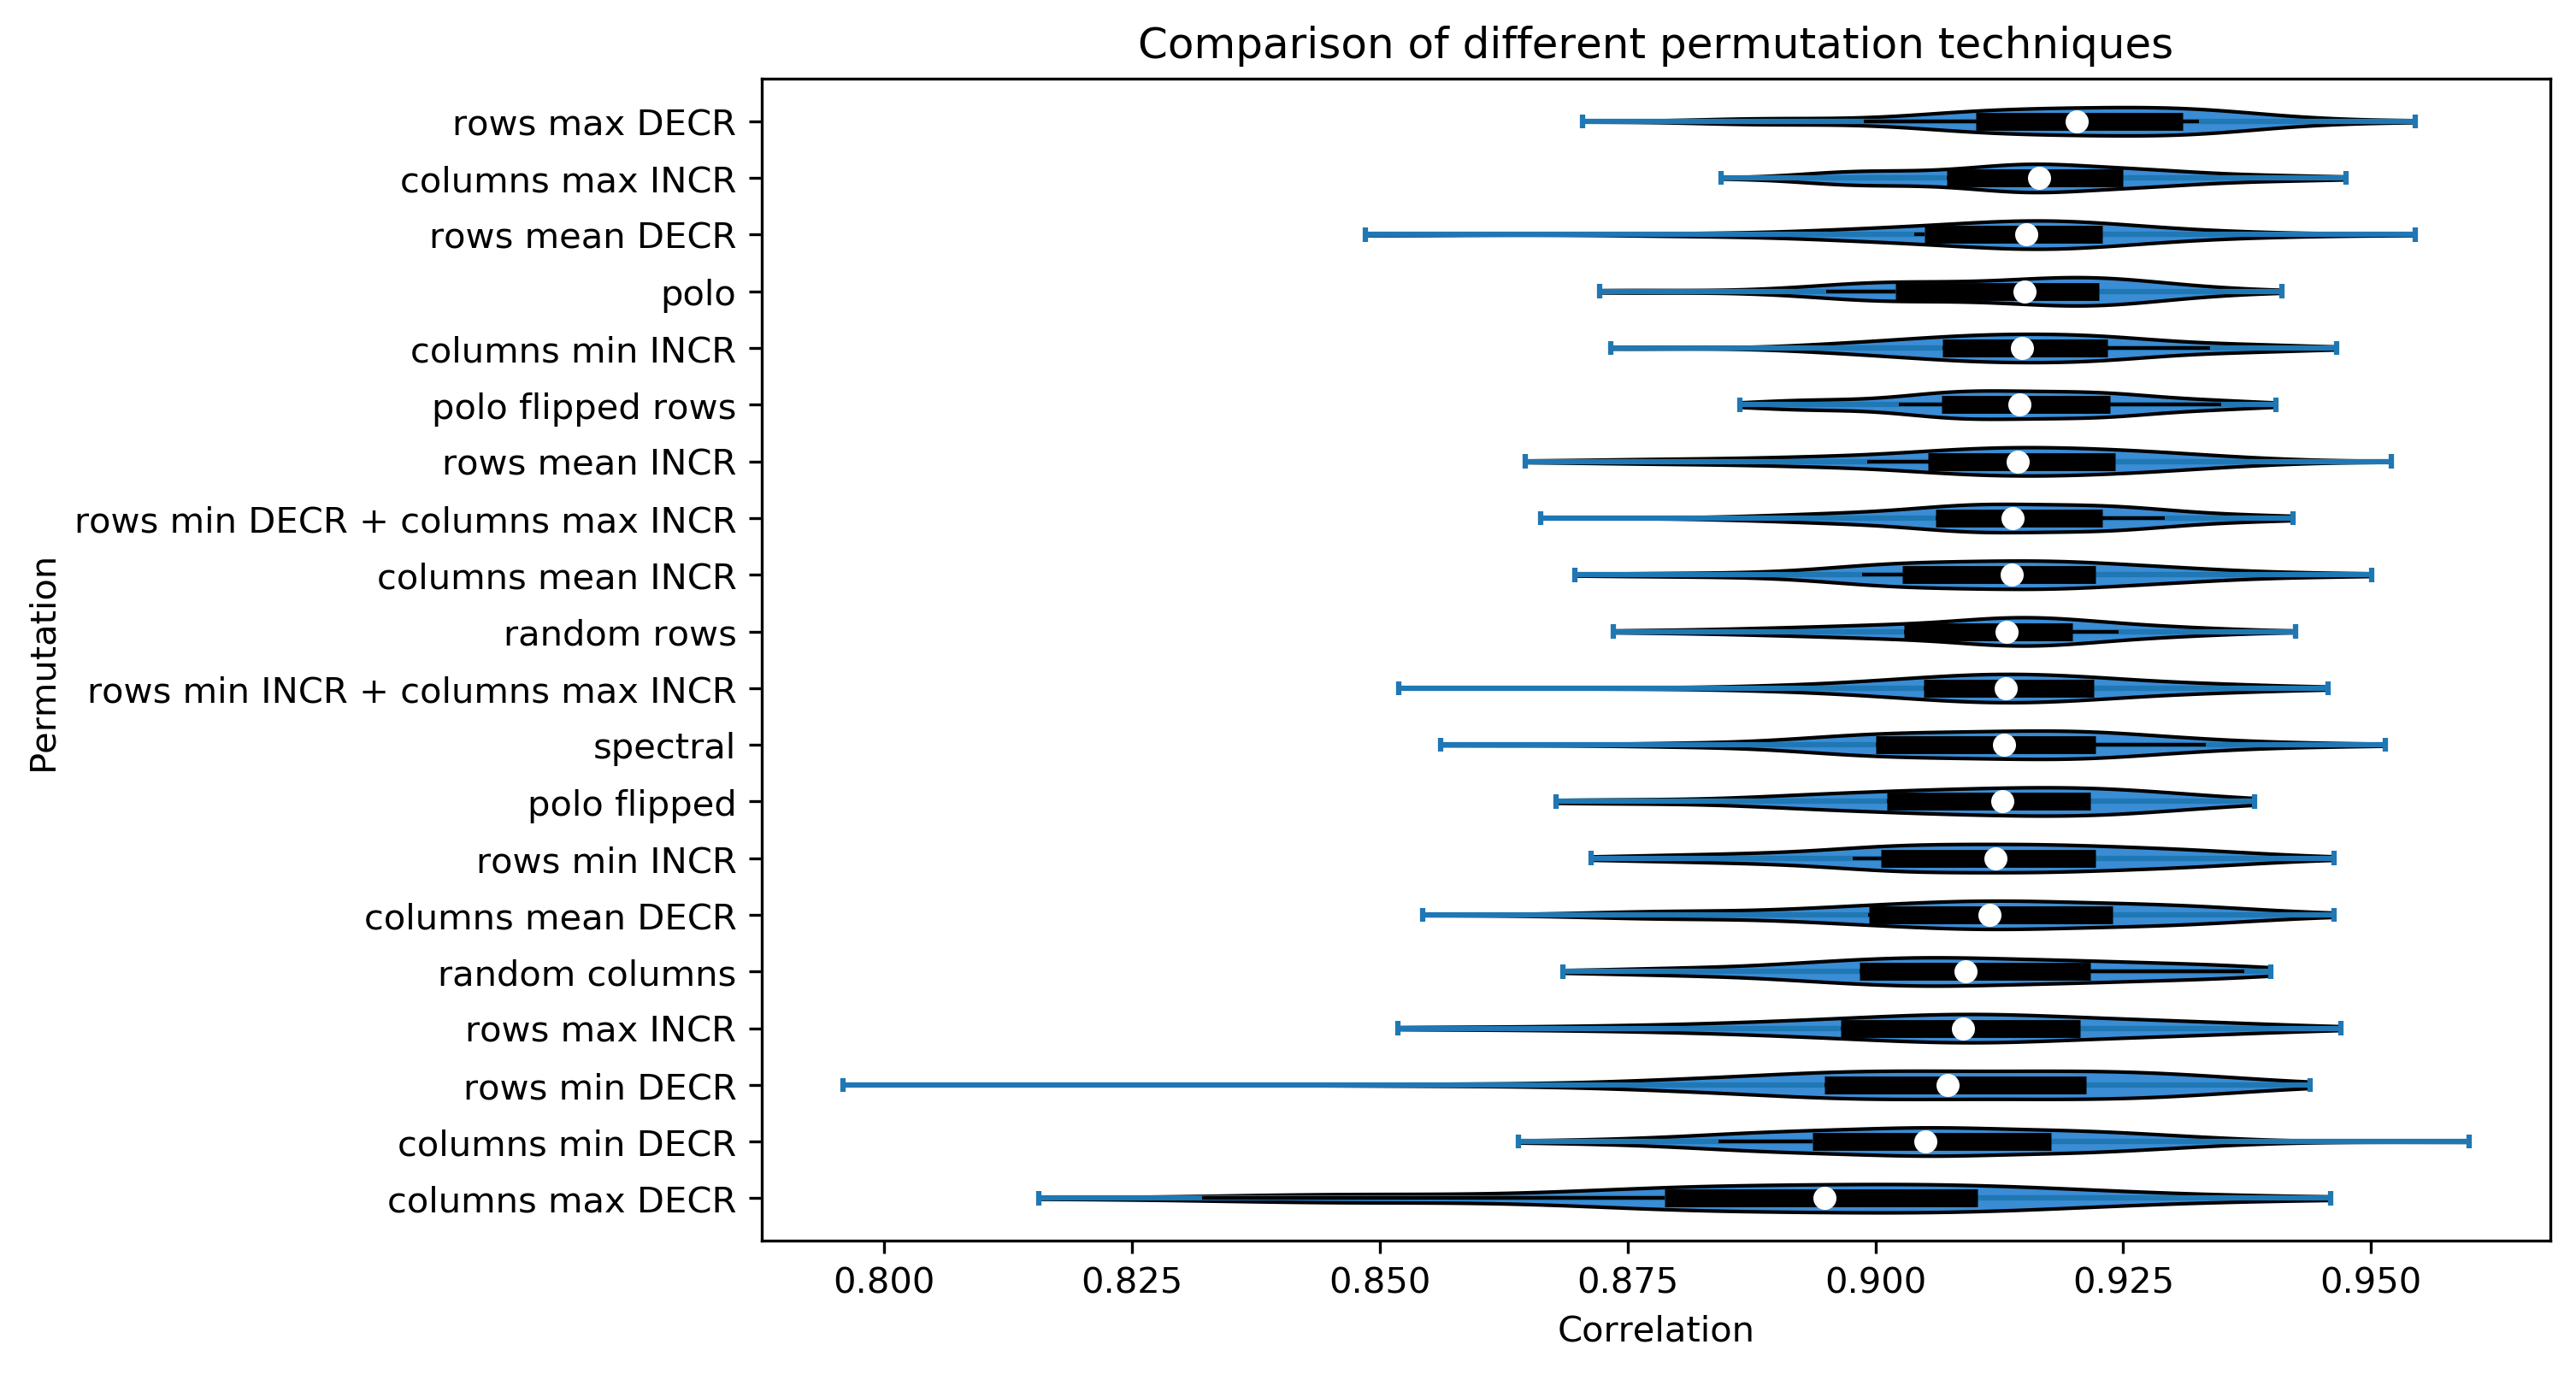 Comparison of different permutation techniques
Permutation
rows max DECR
columns max INCR
rows mean DECR
polo
columns min INCR
polo flipped rows
rows mean INCR
rows min DECR + columns max INCR
columns mean INCR
random rows
rows min INCR + columns max INCR
spectral
polo flipped
rows min INCR
columns mean DECR
random columns
rows max INCR
rows min DECR
columns min DECR
columns max DECR
0.800 0.825 0.850 0.875 0.900 0.925 0.950
Correlation